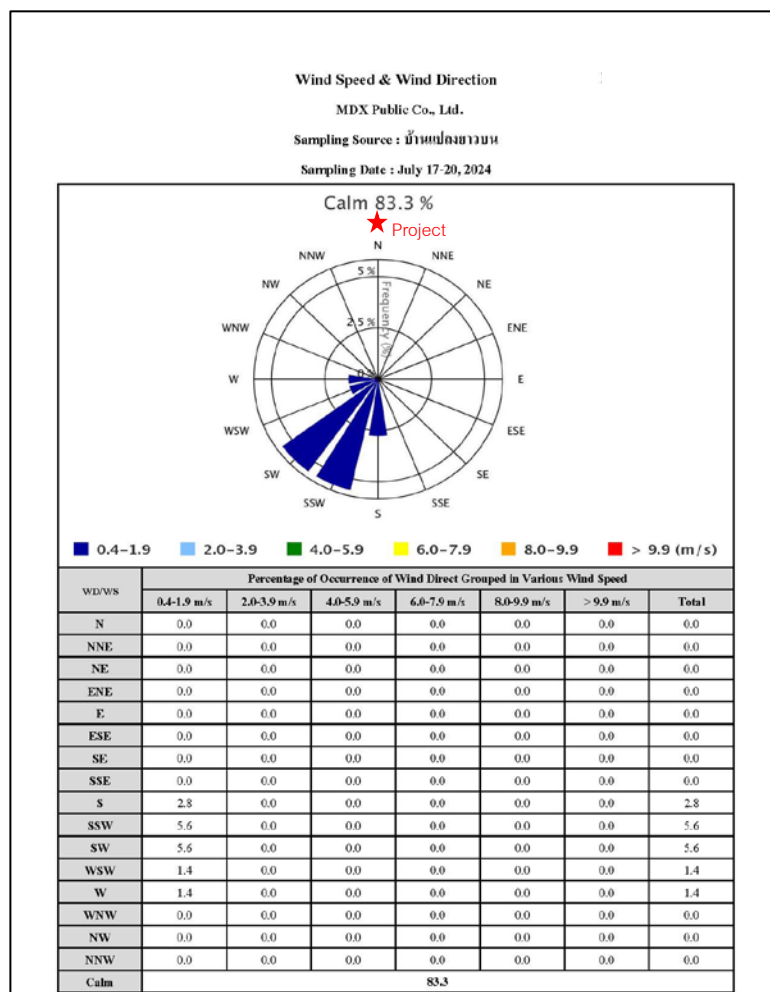 Wind Speed & Wind Direction
MDX Public Co., Ltd.
Sampling Source : บ้านแปลงยาวบน
Sampling Date : July 17-20, 2024
Calm 83.3 %
Project
N
NNW
NNE
5 %
NW
NE
Frequency (%)
2.5 %
WNW
ENE
0 %
W
E
WSW
ESE
SW
SE
SSW
SSE
S
0.4-1.9 2.0-3.9 4.0-5.9 6.0-7.9 8.0-9.9 > 9.9 (m/s)
WD/WS Percentage of Occurrence of Wind Direct Grouped in Various Wind Speed
0.4-1.9 m/s 2.0-3.9 m/s 4.0-5.9 m/s 6.0-7.9 m/s 8.0-9.9 m/s > 9.9 m/s Total
N 0.0 0.0 0.0 0.0 0.0 0.0 0.0
NNE 0.0 0.0 0.0 0.0 0.0 0.0 0.0
NE 0.0 0.0 0.0 0.0 0.0 0.0 0.0
ENE 0.0 0.0 0.0 0.0 0.0 0.0 0.0
E 0.0 0.0 0.0 0.0 0.0 0.0 0.0
ESE 0.0 0.0 0.0 0.0 0.0 0.0 0.0
SE 0.0 0.0 0.0 0.0 0.0 0.0 0.0
SSE 0.0 0.0 0.0 0.0 0.0 0.0 0.0
S 2.8 0.0 0.0 0.0 0.0 0.0 2.8
SSW 5.6 0.0 0.0 0.0 0.0 0.0 5.6
SW 5.6 0.0 0.0 0.0 0.0 0.0 5.6
WSW 1.4 0.0 0.0 0.0 0.0 0.0 1.4
W 1.4 0.0 0.0 0.0 0.0 0.0 1.4
WNW 0.0 0.0 0.0 0.0 0.0 0.0 0.0
NW 0.0 0.0 0.0 0.0 0.0 0.0 0.0
NNW 0.0 0.0 0.0 0.0 0.0 0.0 0.0
Calm 83.3